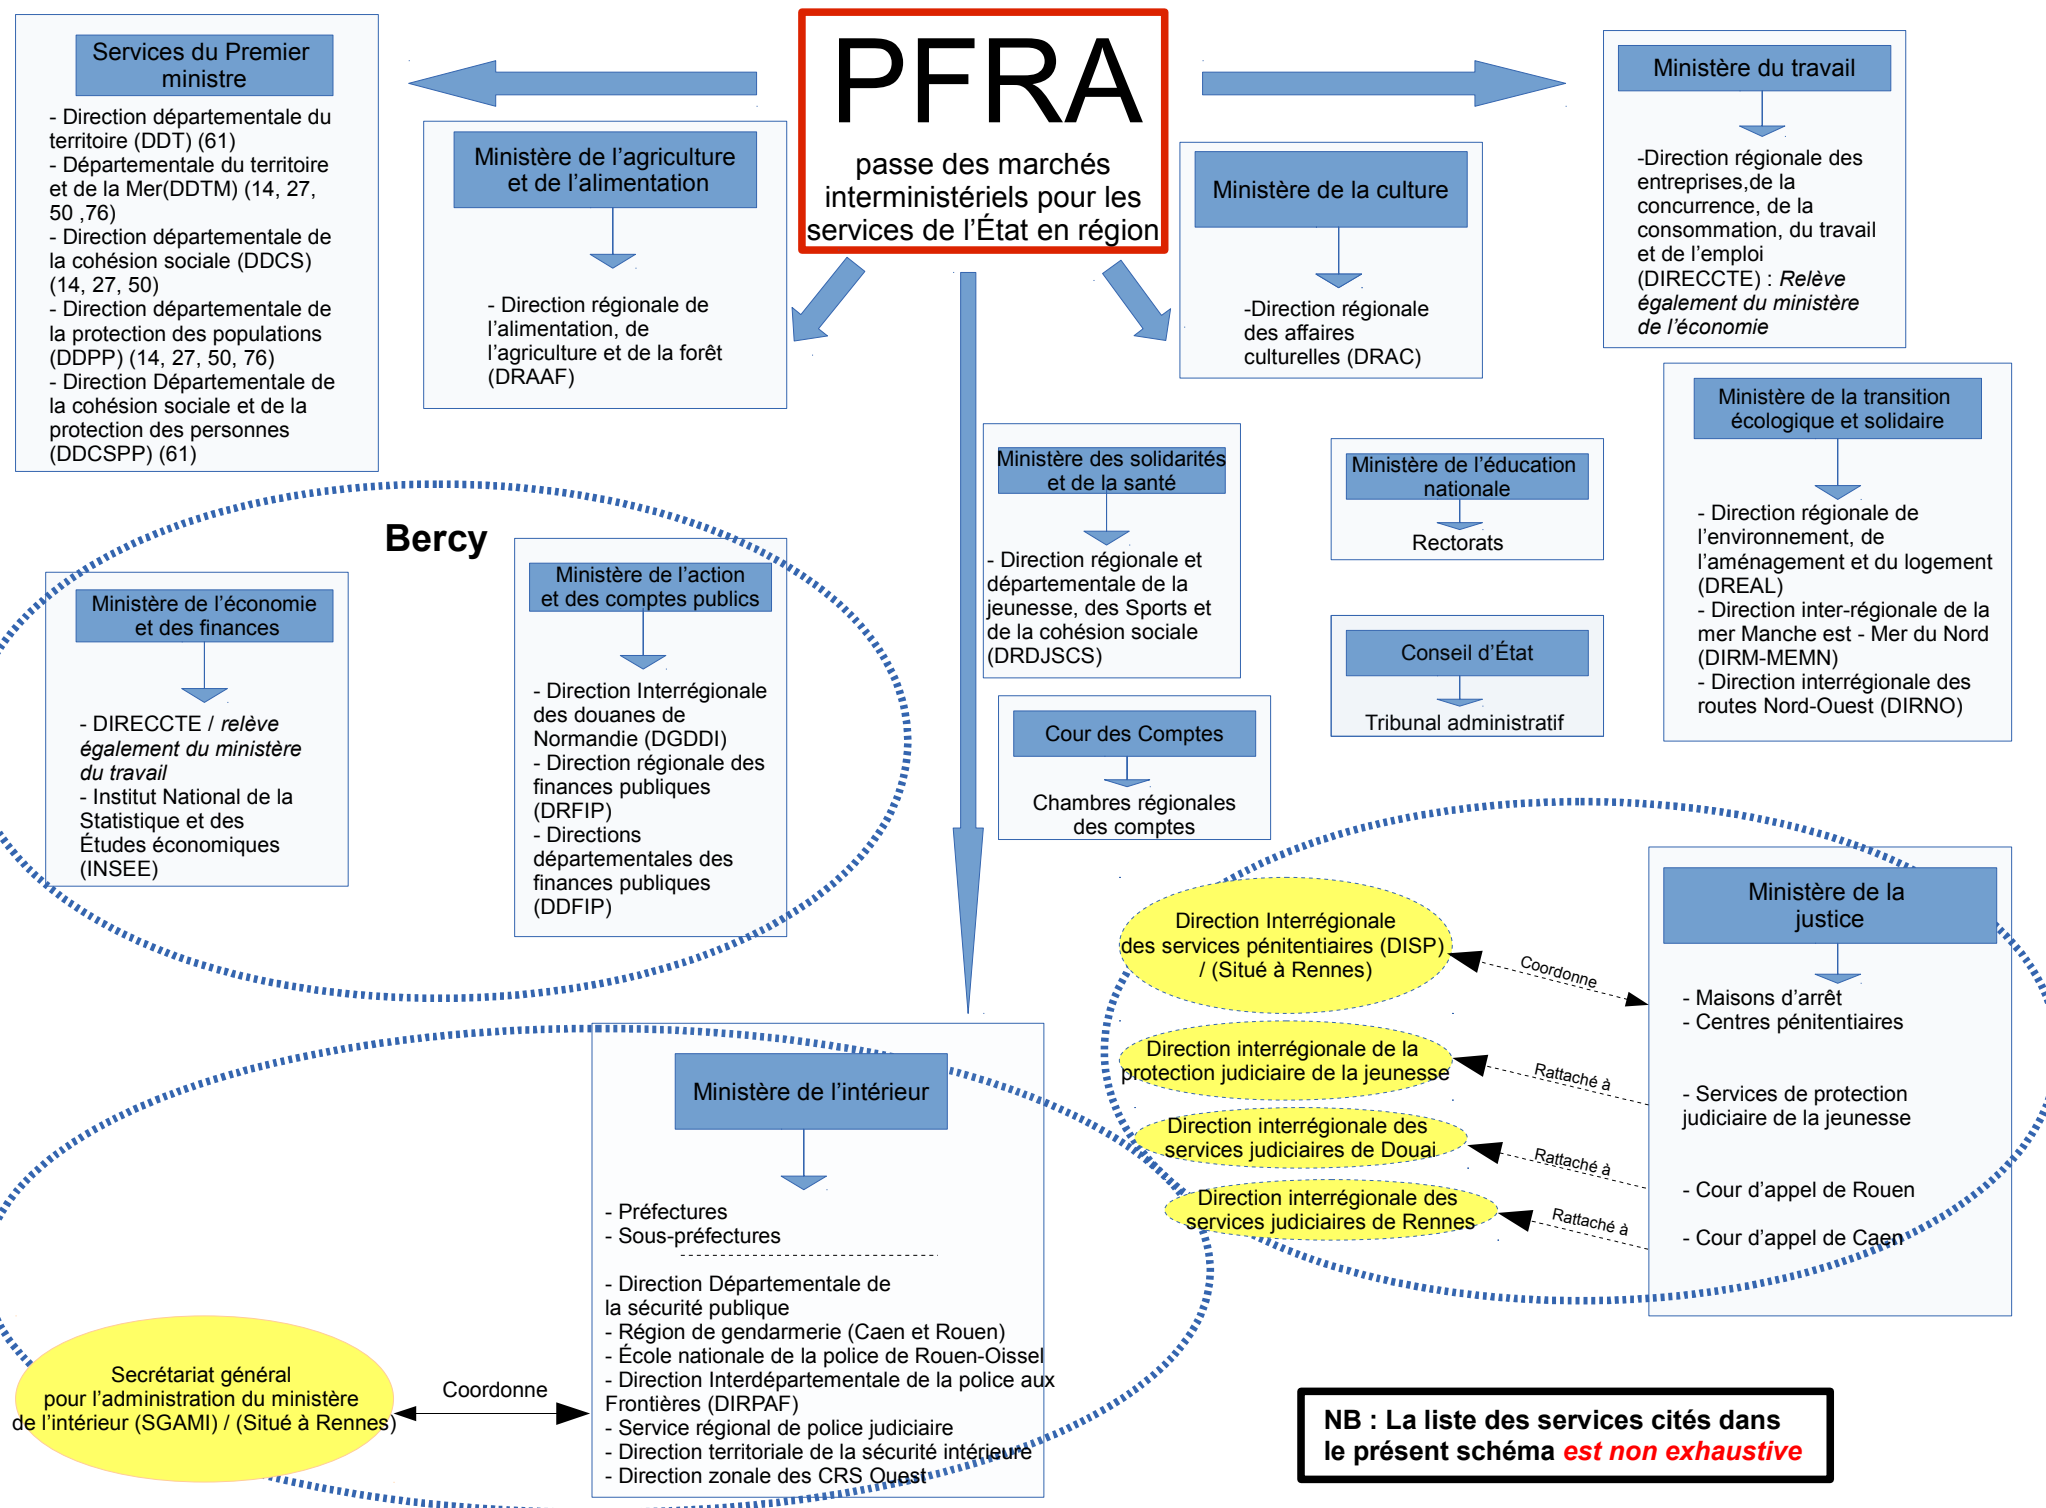 PFRA
passe des marchés
interministériels pour les
services de l’État en région
Services du Premier
ministre
- Direction départementale du
territoire (DDT) (61)
- Départementale du territoire
et de la Mer(DDTM) (14, 27,
50 ,76)
- Direction départementale de
la cohésion sociale (DDCS)
(14, 27, 50)
- Direction départementale de
la protection des populations
(DDPP) (14, 27, 50, 76)
- Direction Départementale de
la cohésion sociale et de la
protection des personnes
(DDCSPP) (61)
Ministère de l’agriculture
et de l’alimentation
- Direction régionale de
l’alimentation, de
l’agriculture et de la forêt
(DRAAF)
Ministère de la culture
-Direction régionale
des affaires
culturelles (DRAC)
Ministère du travail
-Direction régionale des
entreprises,de la
concurrence, de la
consommation, du travail
et de l’emploi
(DIRECCTE) : Relève
également du ministère
de l’économie
Ministère de la transition
écologique et solidaire
- Direction régionale de
l’environnement, de
l’aménagement et du logement
(DREAL)
- Direction inter-régionale de la
mer Manche est - Mer du Nord
(DIRM-MEMN)
- Direction interrégionale des
routes Nord-Ouest (DIRNO)
Ministère des solidarités
et de la santé
- Direction régionale et
départementale de la
jeunesse, des Sports et
de la cohésion sociale
(DRDJSCS)
Ministère de l’éducation
nationale
Rectorats
Conseil d’État
Tribunal administratif
Cour des Comptes
Chambres régionales
des comptes
Bercy
Ministère de l’économie
et des finances
- DIRECCTE / relève
également du ministère
du travail
- Institut National de la
Statistique et des
Études économiques
(INSEE)
Ministère de l’action
et des comptes publics
- Direction Interrégionale
des douanes de
Normandie (DGDDI)
- Direction régionale des
finances publiques
(DRFIP)
- Directions
départementales des
finances publiques
(DDFIP)
Ministère de la
justice
- Maisons d’arrêt
- Centres pénitentiaires
- Services de protection
judiciaire de la jeunesse
- Cour d’appel de Rouen
- Cour d’appel de Caen
Direction Interrégionale
des services pénitentiaires (DISP)
/ (Situé à Rennes)
Coordonne
Direction interrégionale de la
protection judiciaire de la jeunesse
Rattaché à
Direction interrégionale des
services judiciaires de Douai
Rattaché à
Direction interrégionale des
services judiciaires de Rennes
Rattaché à
Ministère de l’intérieur
- Préfectures
- Sous-préfectures
- Direction Départementale de
la sécurité publique
- Région de gendarmerie (Caen et Rouen)
- École nationale de la police de Rouen-Oissel
- Direction Interdépartementale de la police aux
Frontières (DIRPAF)
- Service régional de police judiciaire
- Direction territoriale de la sécurité intérieure
- Direction zonale des CRS Ouest
Secrétariat général
pour l’administration du ministère
de l’intérieur (SGAMI) / (Situé à Rennes)
Coordonne
NB : La liste des services cités dans
le présent schéma est non exhaustive